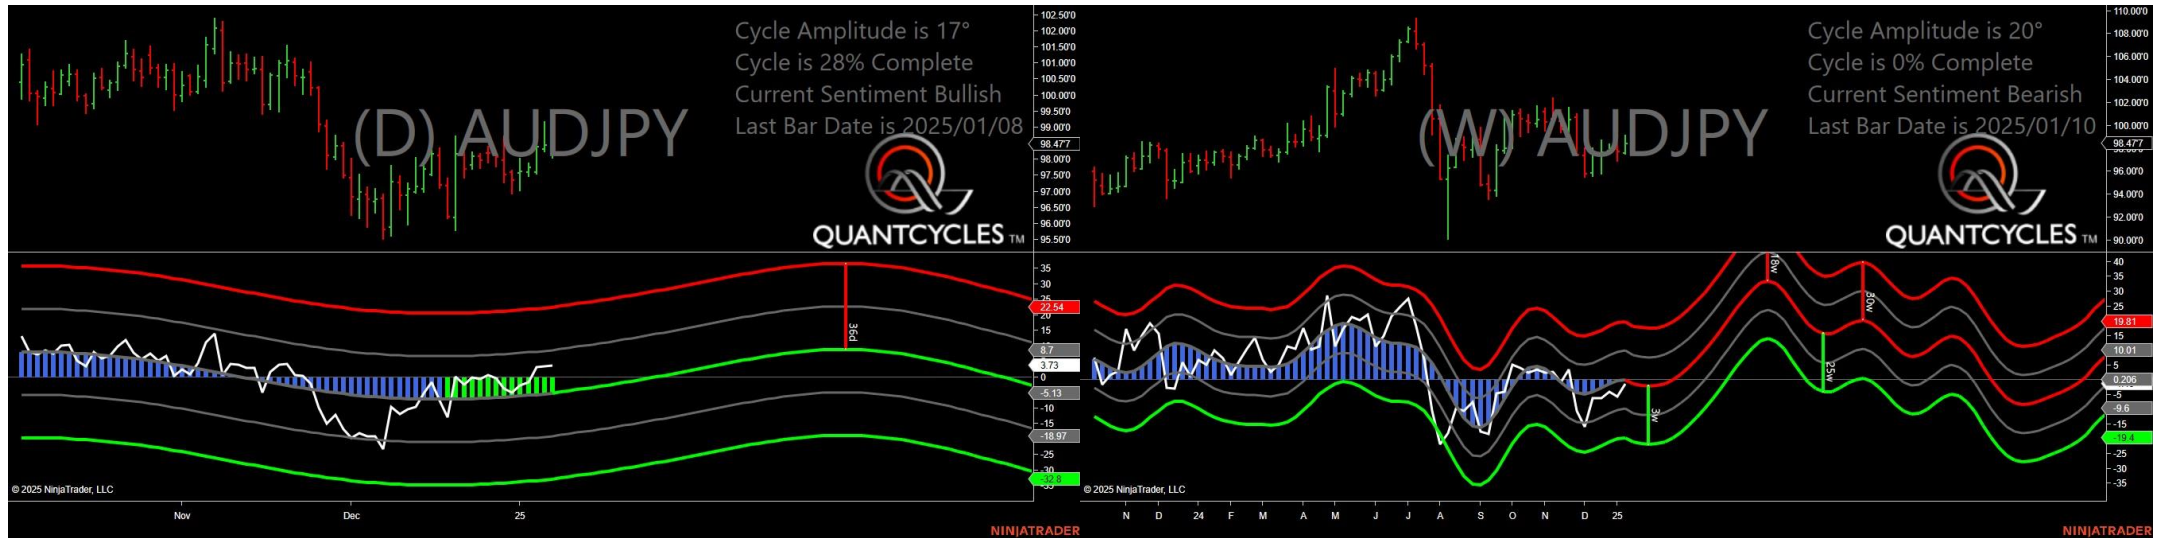 Cycle Amplitude is 17°
Cycle is 28% Complete
Current Sentiment Bullish
Last Bar Date is 2025/01/08
(D) AUDJPY
QUANTCYCLES TM
102.50'0
102.00'0
101.50'0
101.00'0
100.50'0
100.00'0
99.50'0
99.00'0
98.47'7
98.00'0
97.50'0
97.00'0
96.50'0
96.00'0
95.50'0
36d
35
30
25
22.54
20
15
8.7
3.73
0
-5.13
-10
-15
-18.97
-25
-30
-32.8
© 2025 NinjaTrader, LLC
Nov
Dec
25
NINJATRADER
Cycle Amplitude is 20°
Cycle is 0% Complete
Current Sentiment Bearish
Last Bar Date is 2025/01/10
(W) AUDJPY
QUANTCYCLES TM
110.00'0
108.00'0
106.00'0
104.00'0
102.00'0
100.00'0
98.47'7
96.00'0
94.00'0
92.00'0
90.00'0
18w
80w
25w
3w
40
35
30
25
19.81
15
10.01
5
0.206
-5
-9.6
-15
-19.4
-25
-30
-35
© 2025 NinjaTrader, LLC
N D 24 F M A M J J A S O N D 25
NINJATRADER